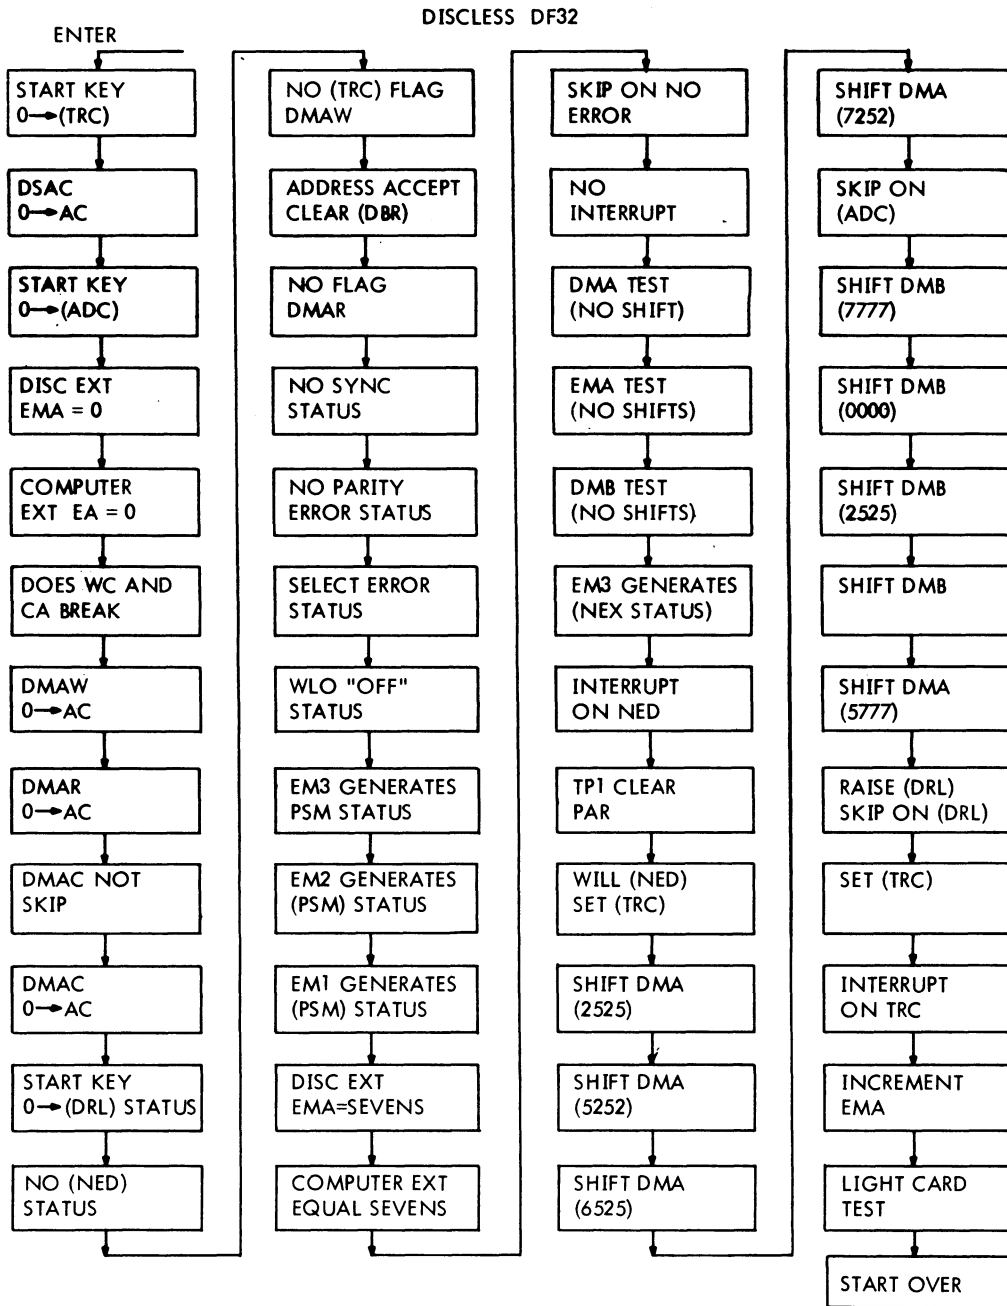 DISCLESS DF32
ENTER
START KEY
0→(TRC)
DSAC
0→AC
START KEY
0→(ADC)
DISC EXT
EMA = 0
COMPUTER
EXT EA = 0
DOES WC AND
CA BREAK
DMAW
0→AC
DMAR
0→AC
DMAC NOT
SKIP
DMAC
0→AC
START KEY
0→(DRL) STATUS
NO (NED)
STATUS
NO (TRC) FLAG
DMAW
ADDRESS ACCEPT
CLEAR (DBR)
NO FLAG
DMAR
NO SYNC
STATUS
NO PARITY
ERROR STATUS
SELECT ERROR
STATUS
WLO "OFF"
STATUS
EM3 GENERATES
PSM STATUS
EM2 GENERATES
(PSM) STATUS
EM1 GENERATES
(PSM) STATUS
DISC EXT
EMA=SEVENS
COMPUTER EXT
EQUAL SEVENS
SKIP ON NO
ERROR
NO
INTERRUPT
DMA TEST
(NO SHIFT)
EMA TEST
(NO SHIFTS)
DMB TEST
(NO SHIFTS)
EM3 GENERATES
(NEX STATUS)
INTERRUPT
ON NED
TP1 CLEAR
PAR
WILL (NED)
SET (TRC)
SHIFT DMA
(2525)
SHIFT DMA
(5252)
SHIFT DMA
(6525)
SHIFT DMA
(7252)
SKIP ON
(ADC)
SHIFT DMB
(7777)
SHIFT DMB
(0000)
SHIFT DMB
(2525)
SHIFT DMB
SHIFT DMA
(5777)
RAISE (DRL)
SKIP ON (DRL)
SET (TRC)
INTERRUPT
ON TRC
INCREMENT
EMA
LIGHT CARD
TEST
START OVER